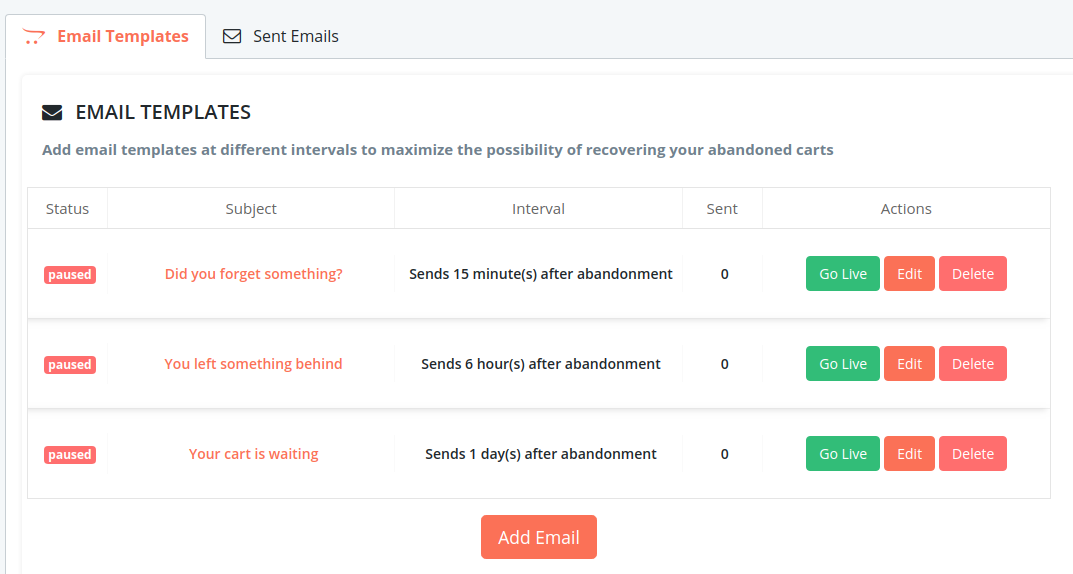 Email Templates Sent Emails
EMAIL TEMPLATES
Add email templates at different intervals to maximize the possibility of recovering your abandoned carts
Status Subject Interval Sent Actions
paused Did you forget something? Sends 15 minute(s) after abandonment 0 Go Live Edit Delete
paused You left something behind Sends 6 hour(s) after abandonment 0 Go Live Edit Delete
paused Your cart is waiting Sends 1 day(s) after abandonment 0 Go Live Edit Delete
Add Email